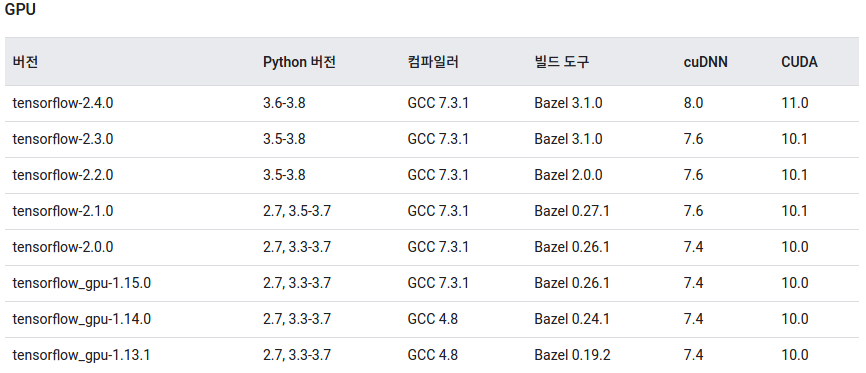 GPU
버전 Python 버전 컴파일러 빌드 도구 cuDNN CUDA
tensorflow-2.4.0 3.6-3.8 GCC 7.3.1 Bazel 3.1.0 8.0 11.0
tensorflow-2.3.0 3.5-3.8 GCC 7.3.1 Bazel 3.1.0 7.6 10.1
tensorflow-2.2.0 3.5-3.8 GCC 7.3.1 Bazel 2.0.0 7.6 10.1
tensorflow-2.1.0 2.7, 3.5-3.7 GCC 7.3.1 Bazel 0.27.1 7.6 10.1
tensorflow-2.0.0 2.7, 3.3-3.7 GCC 7.3.1 Bazel 0.26.1 7.4 10.0
tensorflow_gpu-1.15.0 2.7, 3.3-3.7 GCC 7.3.1 Bazel 0.26.1 7.4 10.0
tensorflow_gpu-1.14.0 2.7, 3.3-3.7 GCC 4.8 Bazel 0.24.1 7.4 10.0
tensorflow_gpu-1.13.1 2.7, 3.3-3.7 GCC 4.8 Bazel 0.19.2 7.4 10.0